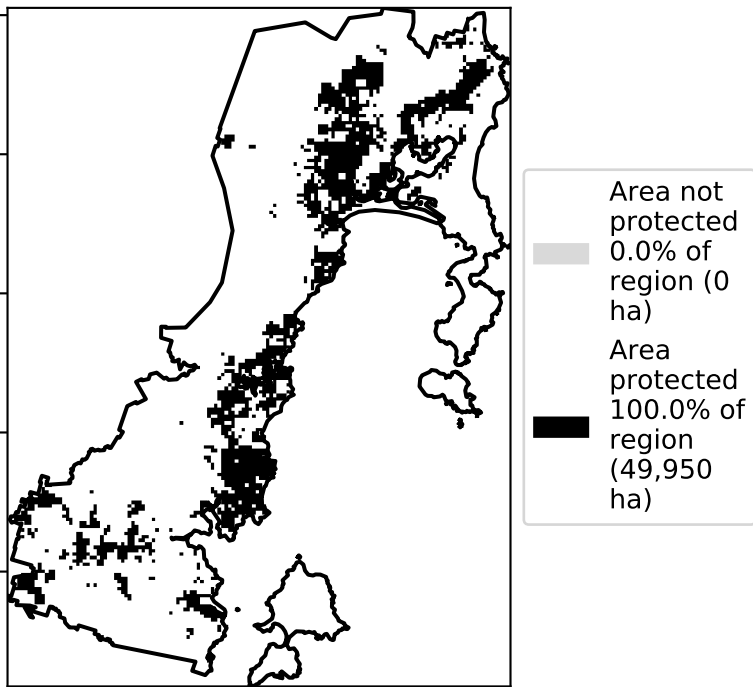 Area not
protected
0.0% of
region (0
ha)
Area
protected
100.0% of
region
(49,950
ha)